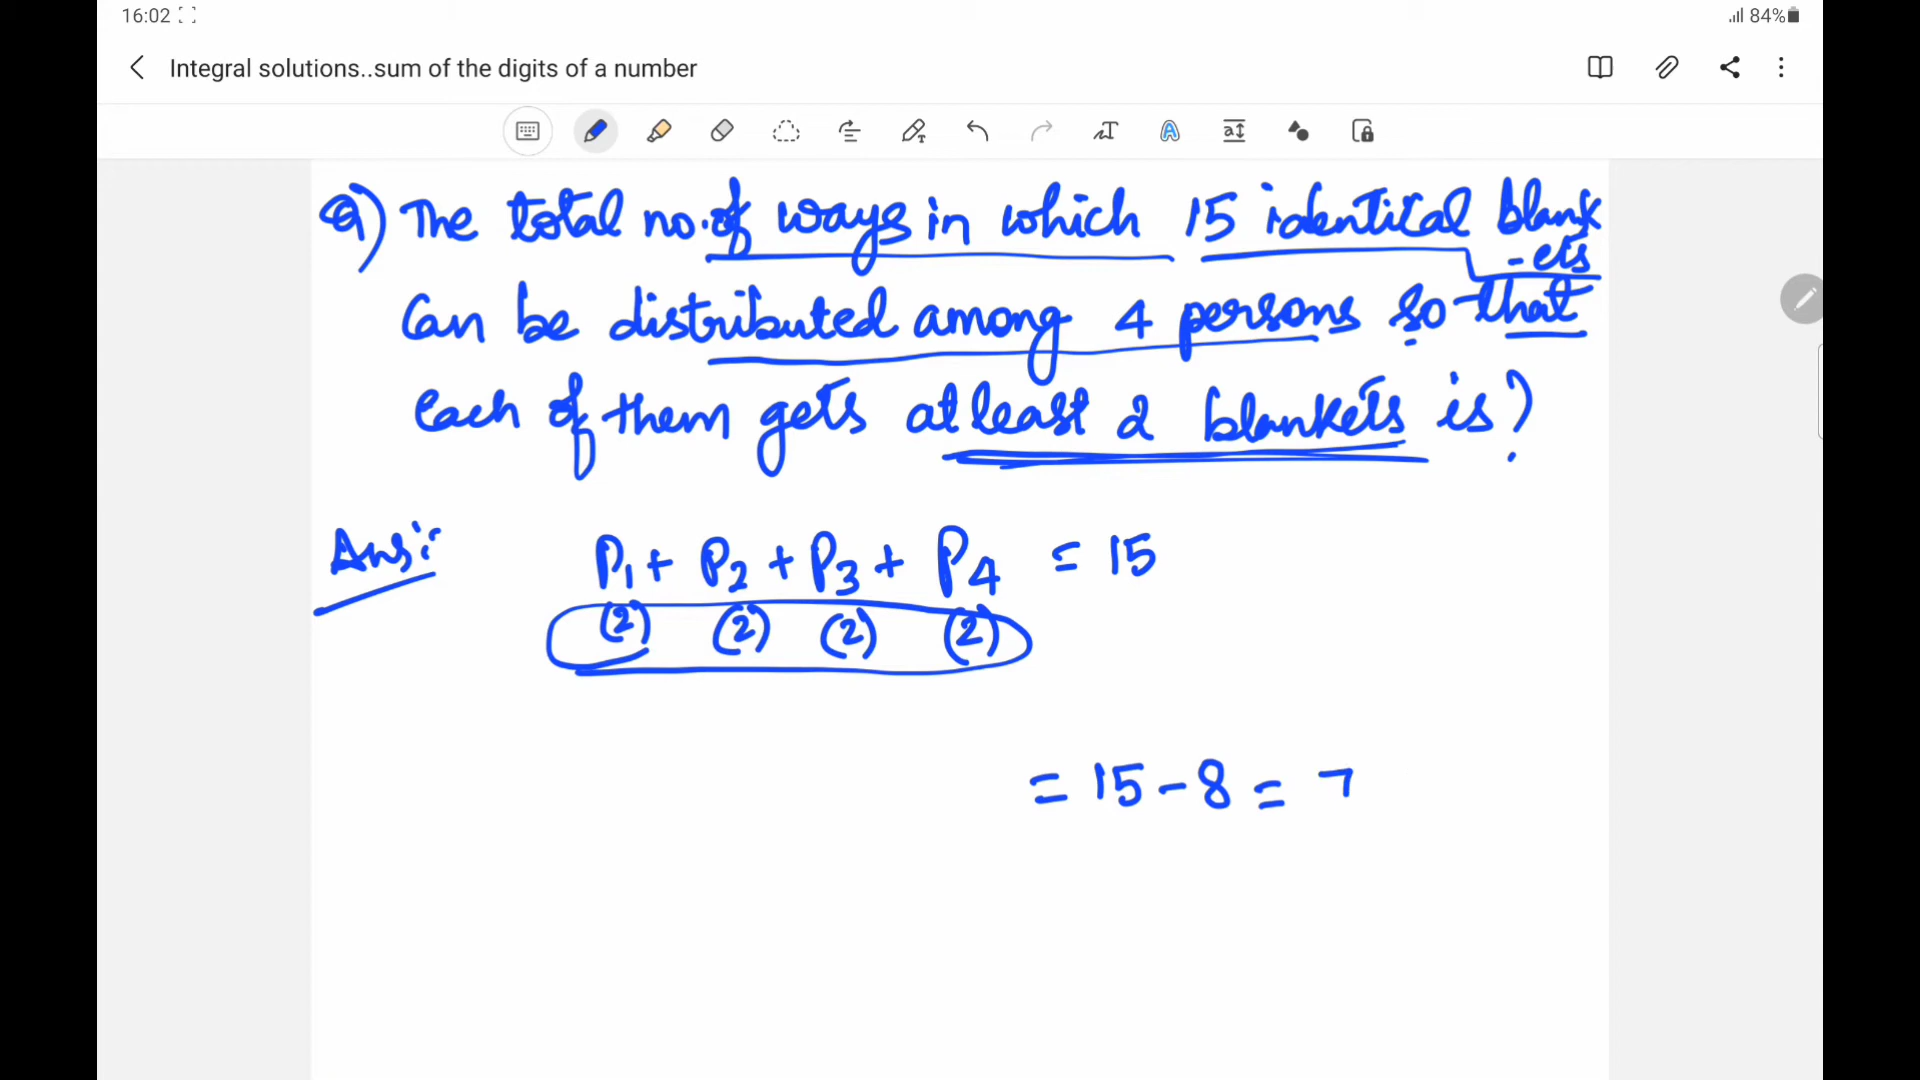 16:02 84%
Integral solutions..sum of the digits of a number
Q) The total no. of ways in which 15 identical blank
-ets
can be distributed among 4 persons so that
each of them gets atleast 2 blankets is?
Ans:
P1 + P2 + P3 + P4 = 15
(2) (2) (2) (2)
= 15 - 8 = 7